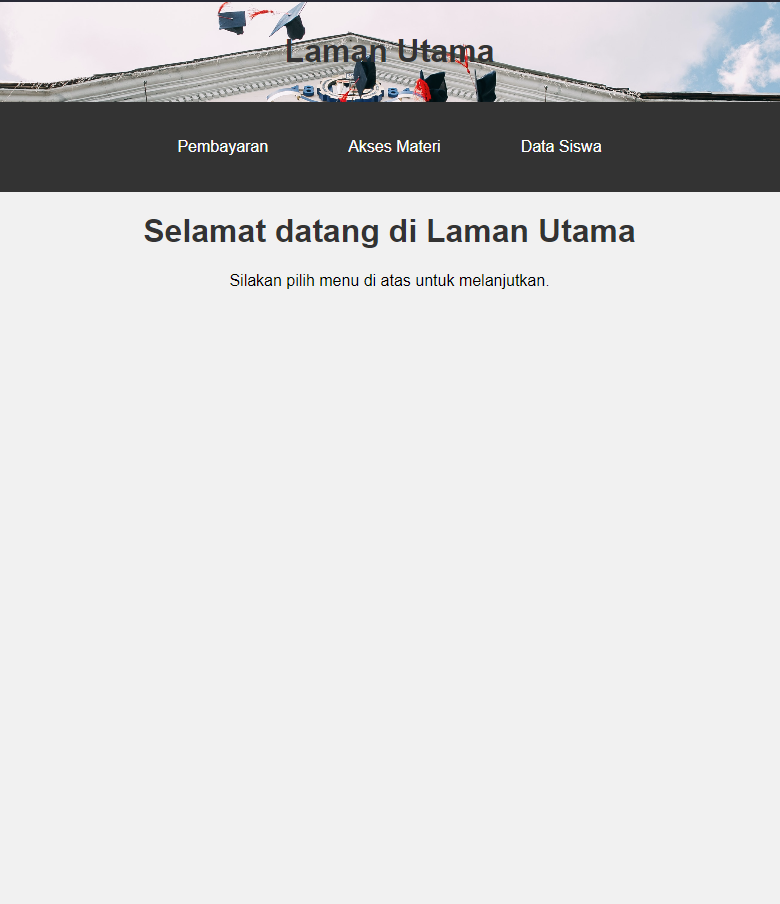 Laman Utama
Pembayaran Akses Materi Data Siswa
Selamat datang di Laman Utama
Silakan pilih menu di atas untuk melanjutkan.